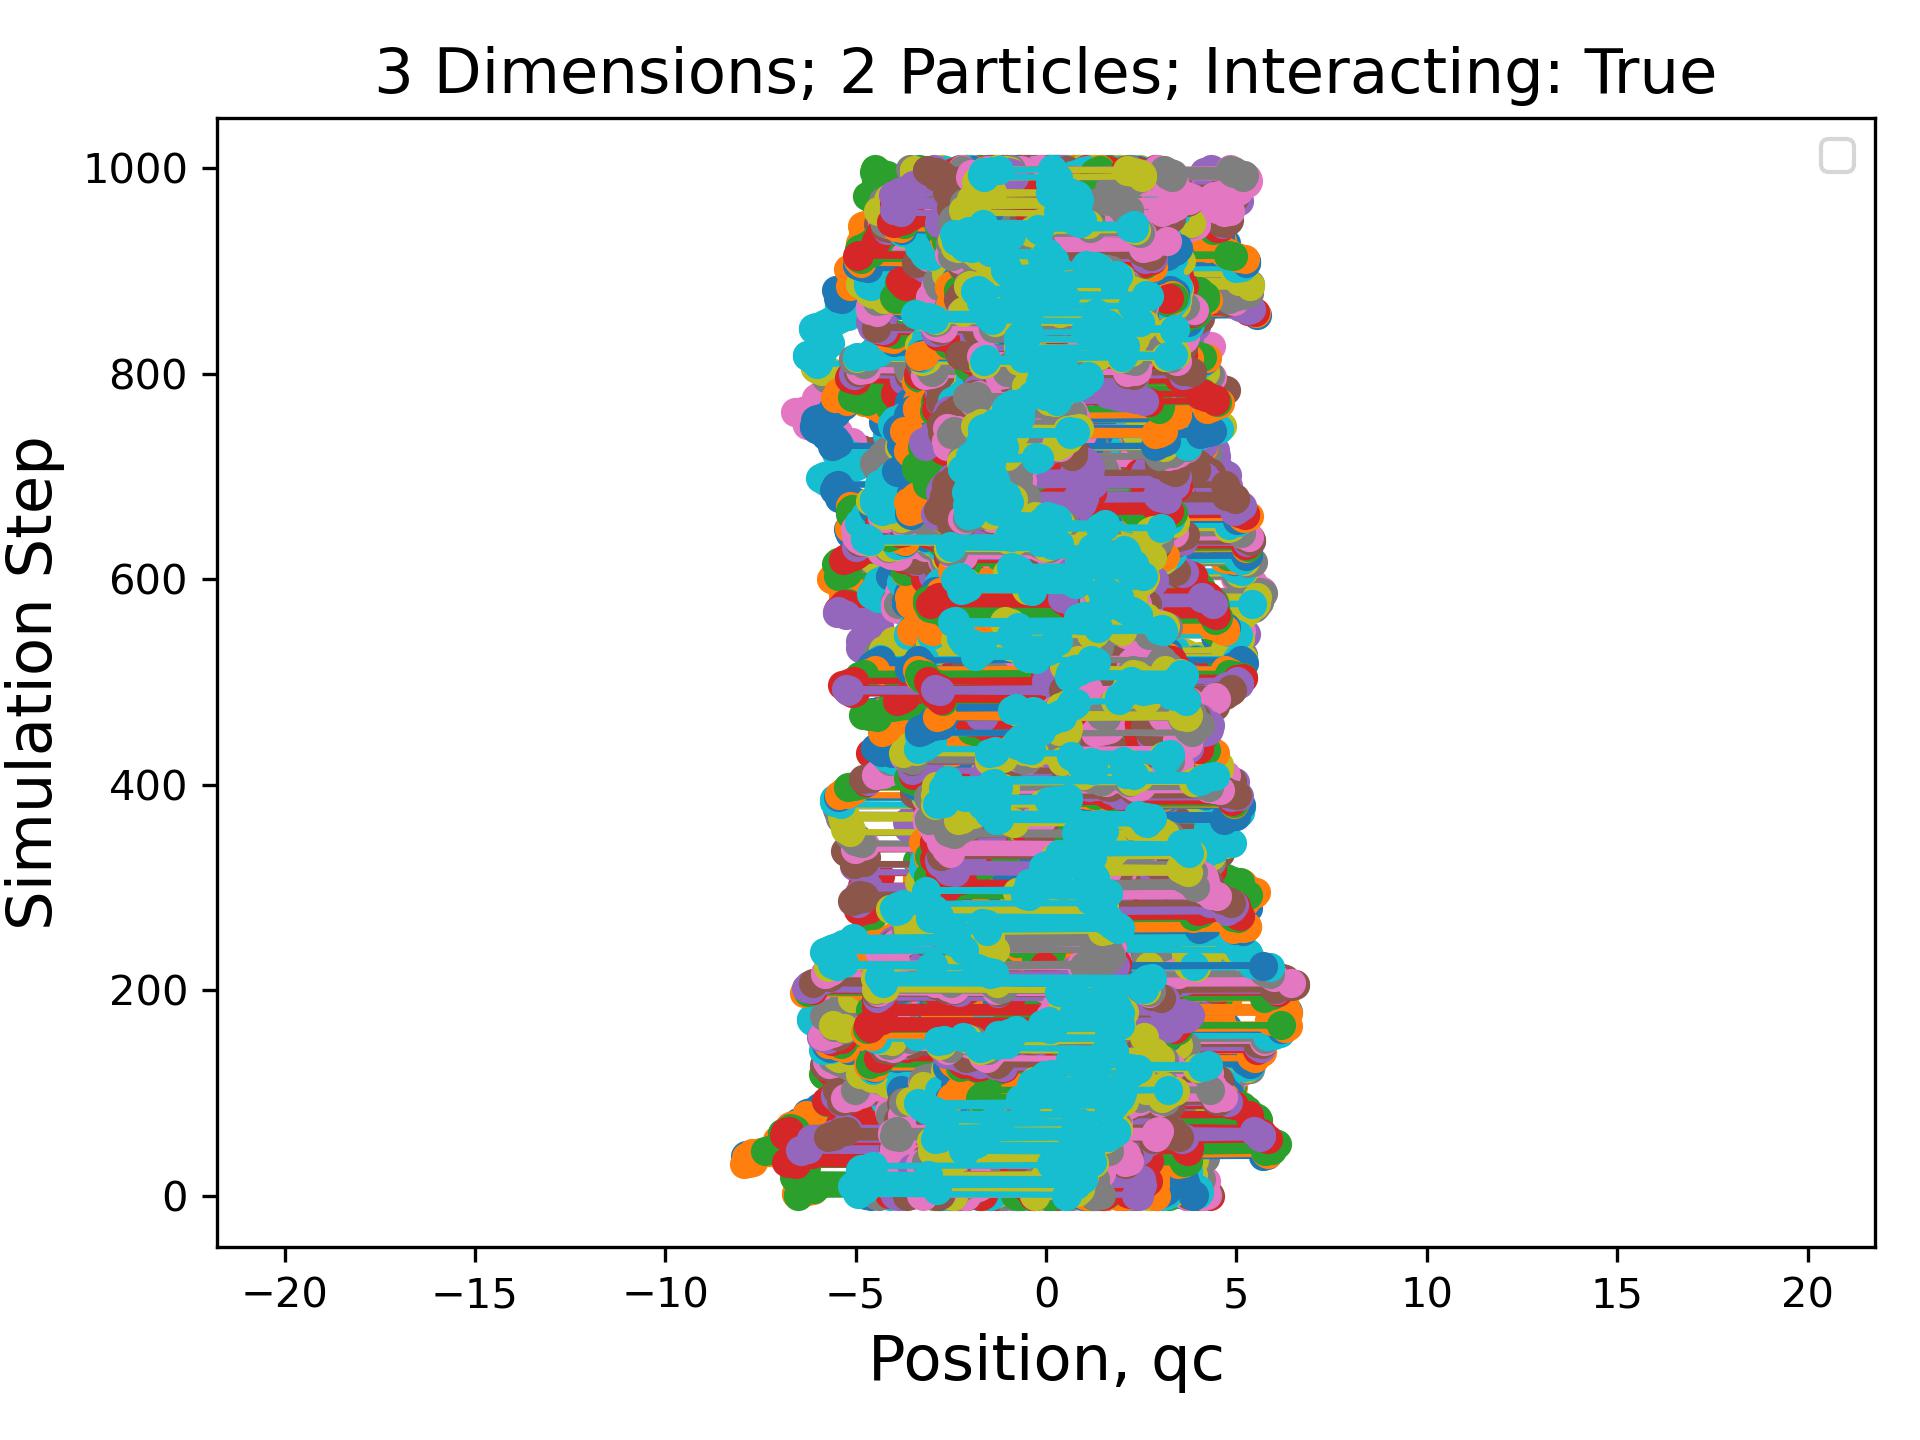 3 Dimensions; 2 Particles; Interacting: True
Simulation Step
1000
800
600
400
200
0
−20 −15 −10 −5 0 5 10 15 20
Position, qc